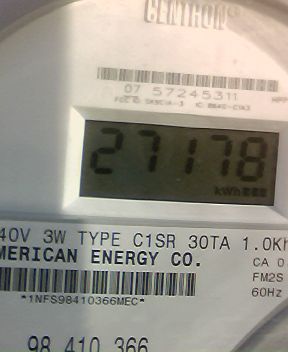 CENTRON®
07 57245311
27178
kWh
40V 3W TYPE C1SR 30TA 1.0Kh
MERICAN ENERGY CO.
CA 0
FM2S
60Hz
*1NFS98410366MEC*
98 410 366